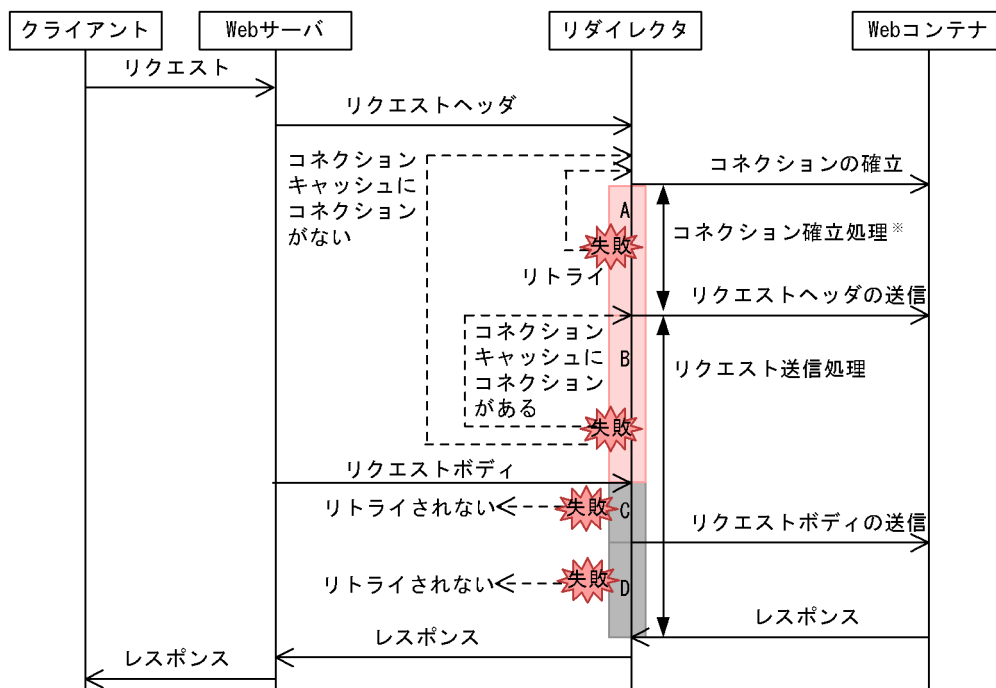 クライアント
Webサーバ
リダイレクタ
Webコンテナ
リクエスト
リクエストヘッダ
コネクション
キャッシュに
コネクション
がない
コネクションの確立
A
コネクション確立処理※
失敗
リトライ
リクエストヘッダの送信
コネクション
キャッシュに
コネクション
がある
B
リクエスト送信処理
失敗
リクエストボディ
リトライされない
失敗
C
リクエストボディの送信
リトライされない
失敗
D
レスポンス
レスポンス
レスポンス